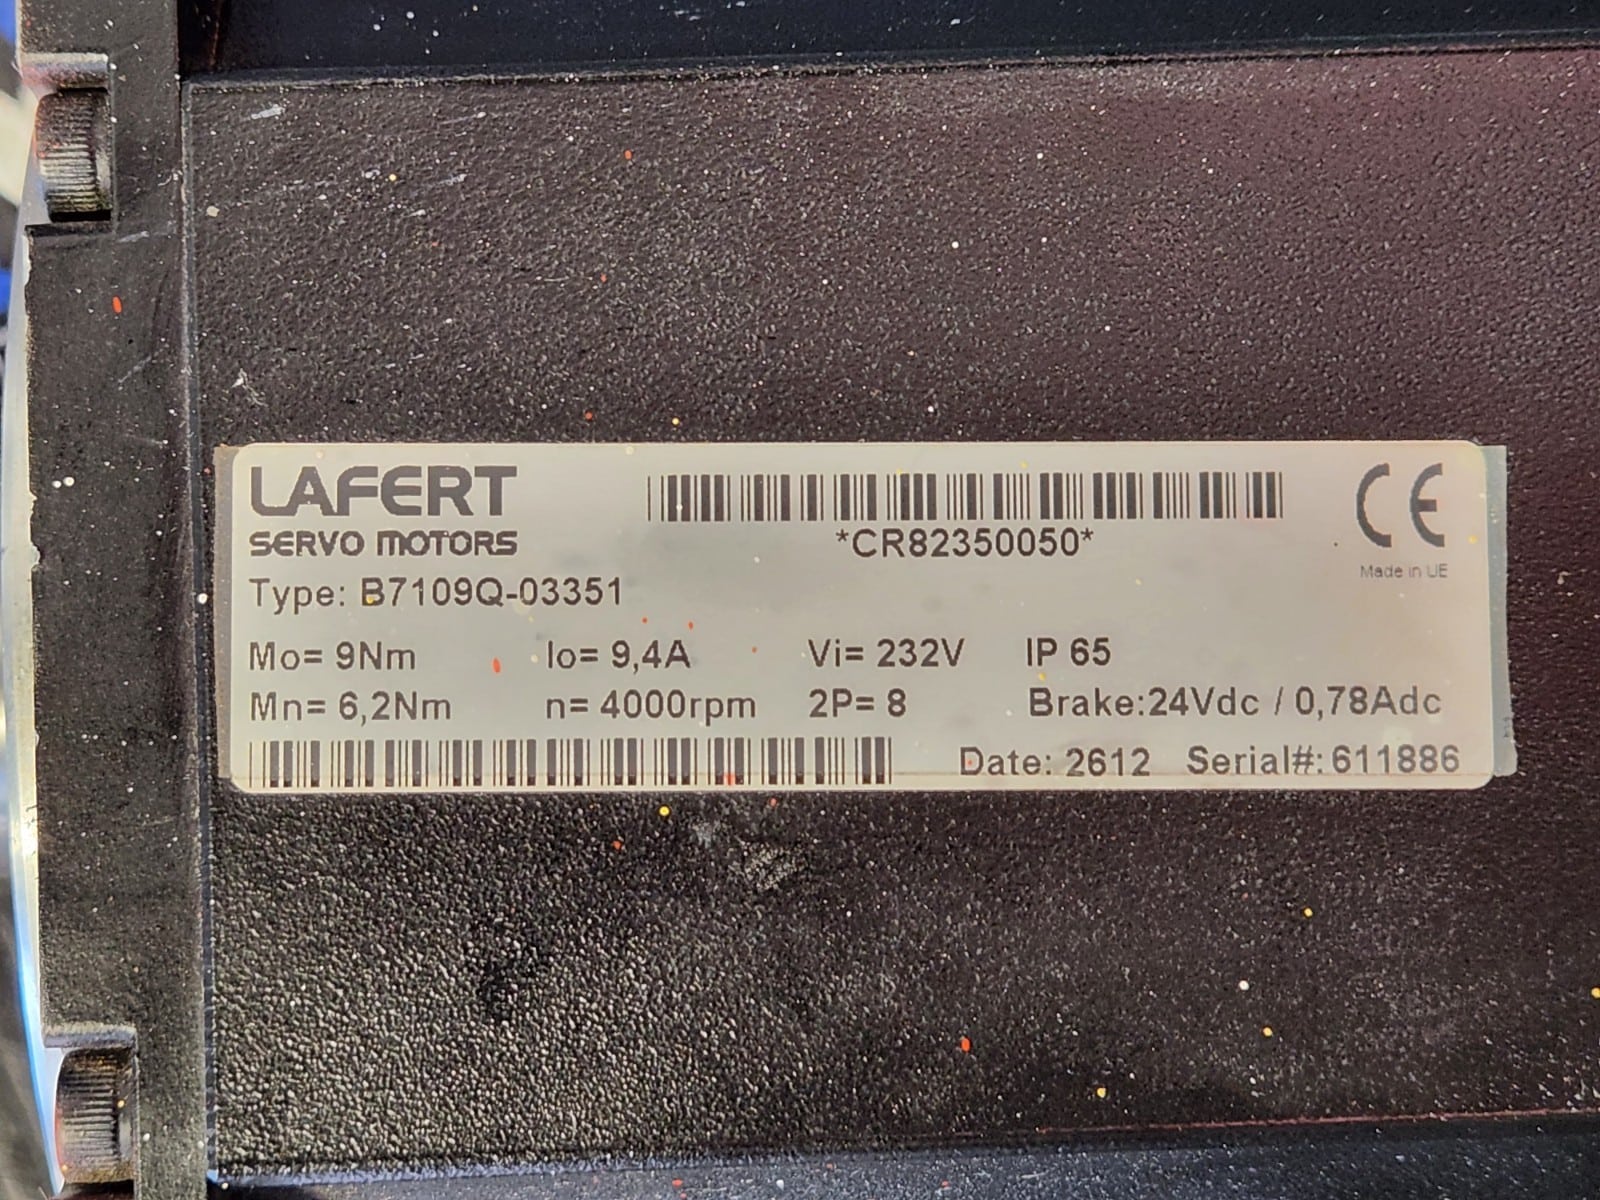 LAFERT
SERVO MOTORS
*CR82350050*
CE
Made in UE
Type: B7109Q-03351
Mo= 9Nm Io= 9,4A Vi= 232V IP 65
Mn= 6,2Nm n= 4000rpm 2P= 8 Brake:24Vdc / 0,78Adc
Date: 2612 Serial#:611886